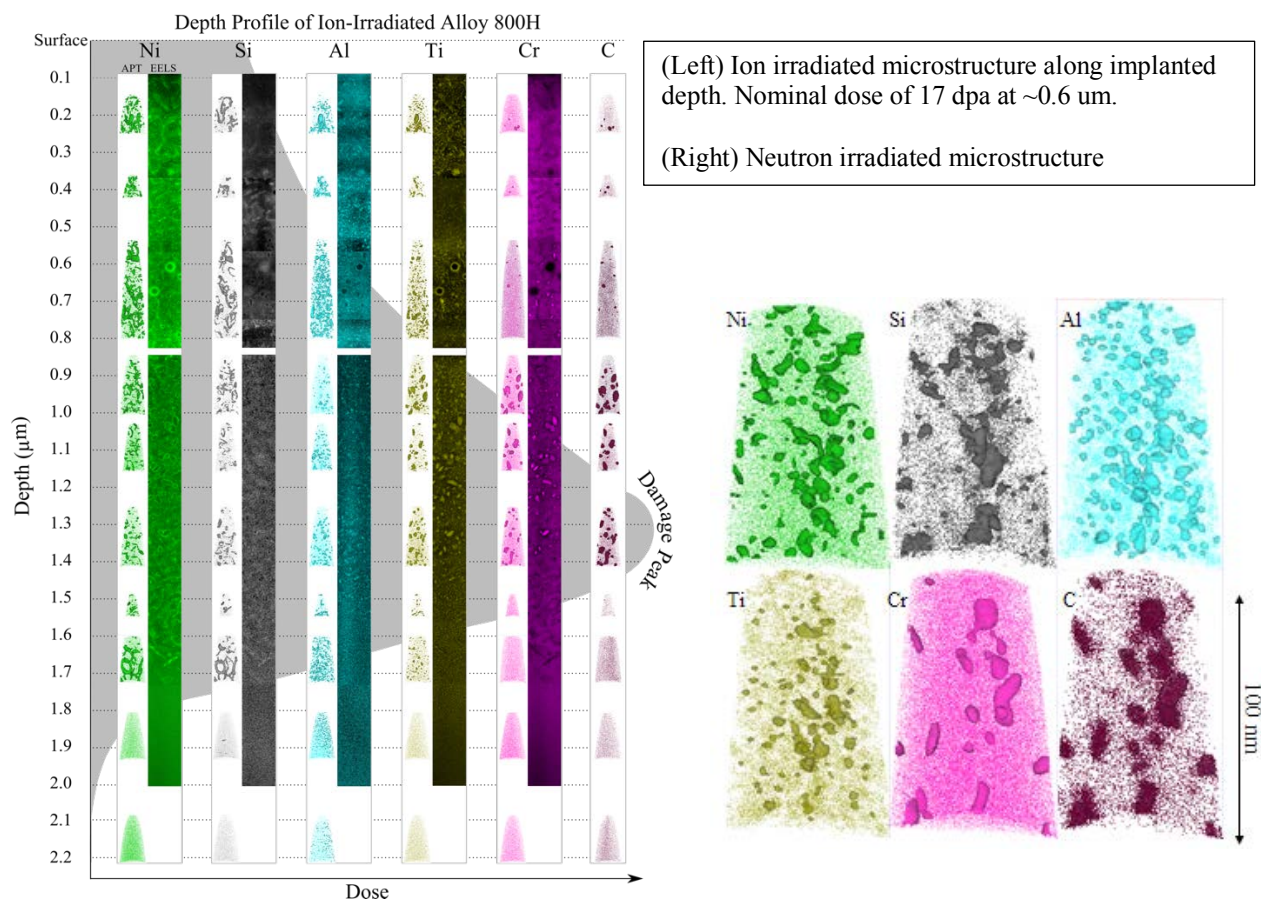 Depth Profile of Ion-Irradiated Alloy 800H
Surface
Ni Si Al Ti Cr C
APT EELS
0.1
0.2
0.3
0.4
0.5
0.6
0.7
0.8
0.9
1.0
1.1
1.2
1.3
1.4
1.5
1.6
1.7
1.8
1.9
2.0
2.1
2.2
Depth (µm)
Damage Peak
Dose
(Left) Ion irradiated microstructure along implanted
depth. Nominal dose of 17 dpa at ~0.6 um.
(Right) Neutron irradiated microstructure
Ni Si Al
Ti Cr C
100 nm